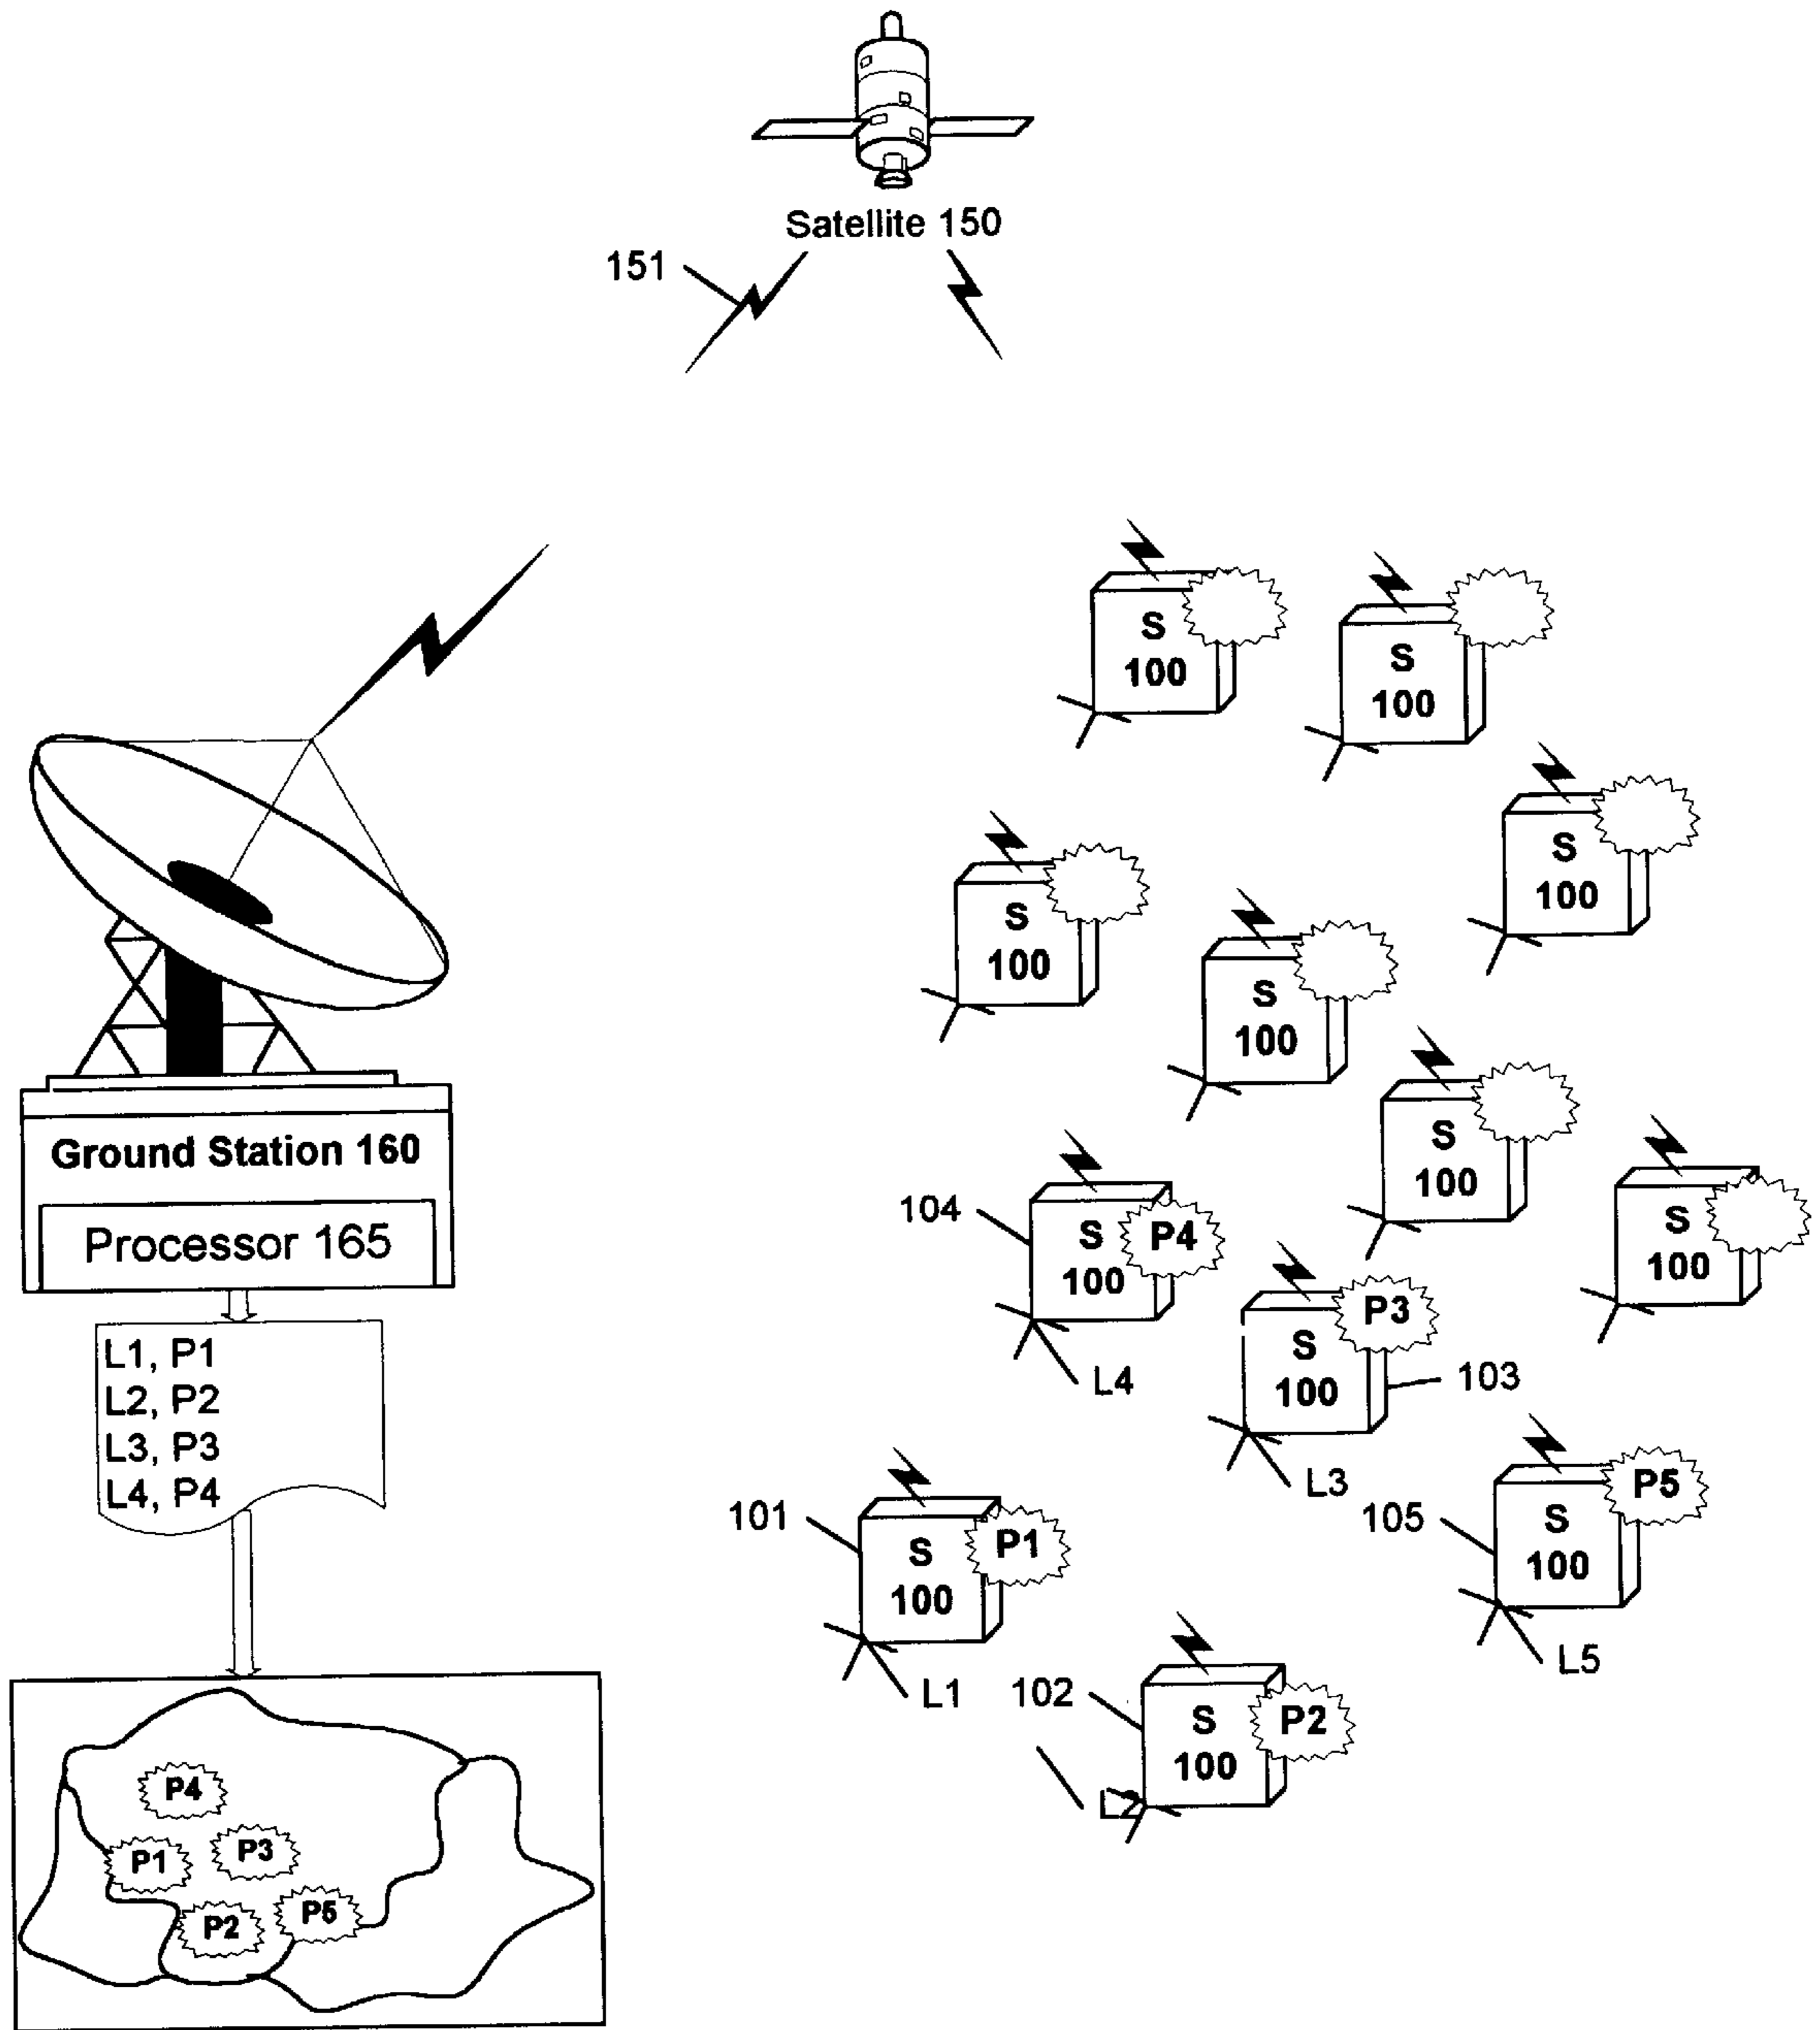 Satellite 150
151
S
100
S
100
S
100
S
100
S
100
S
100
S
100
104
S
100
P4
L4
P3
S
100
103
L3
Ground Station 160
Processor 165
L1, P1
L2, P2
L3, P3
L4, P4
101
S
100
P1
L1
105
S
100
P5
L5
102
S
100
P2
P4
P1
P3
P2
P5